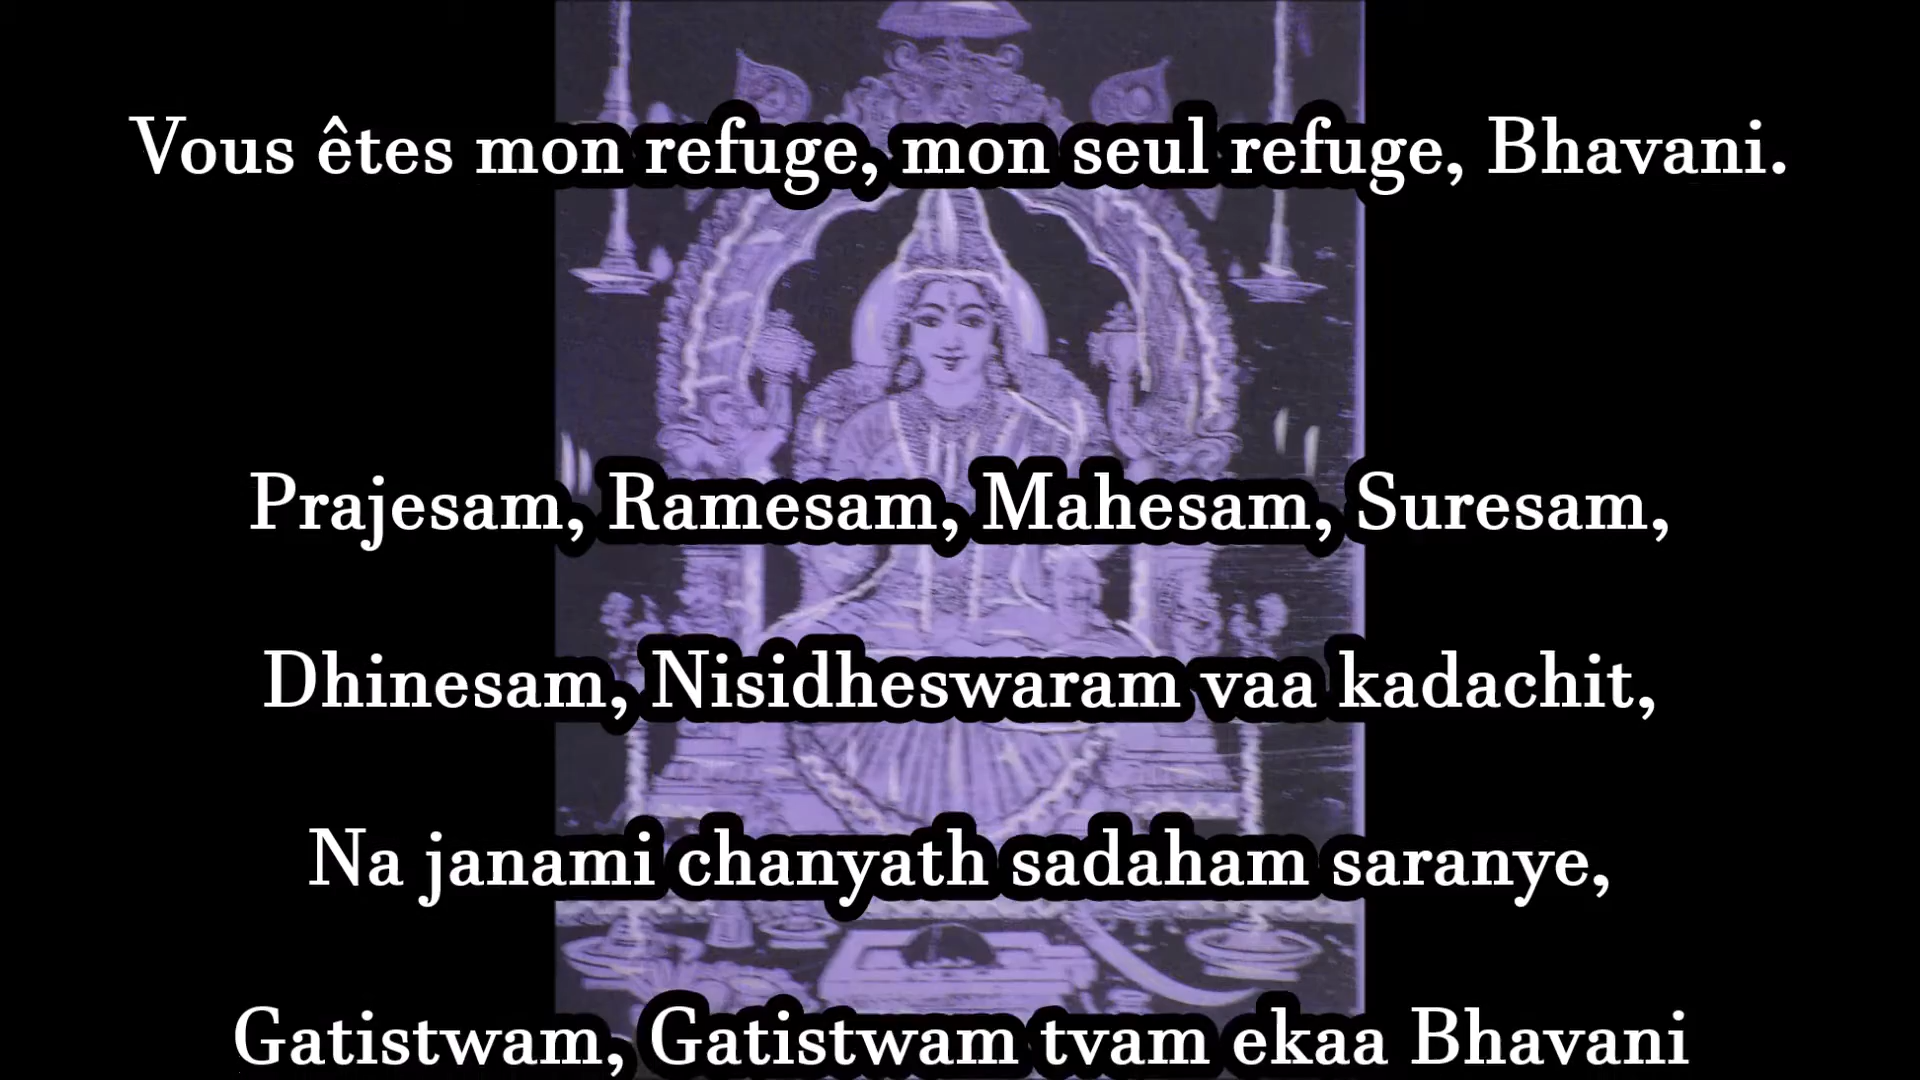 Vous êtes mon refuge, mon seul refuge, Bhavani.
Prajesam, Ramesam, Mahesam, Suresam,
Dhinesam, Nisidheswaram vaa kadachit,
Na janami chanyath sadaham saranye,
Gatistwam, Gatistwam tvam ekaa Bhavani